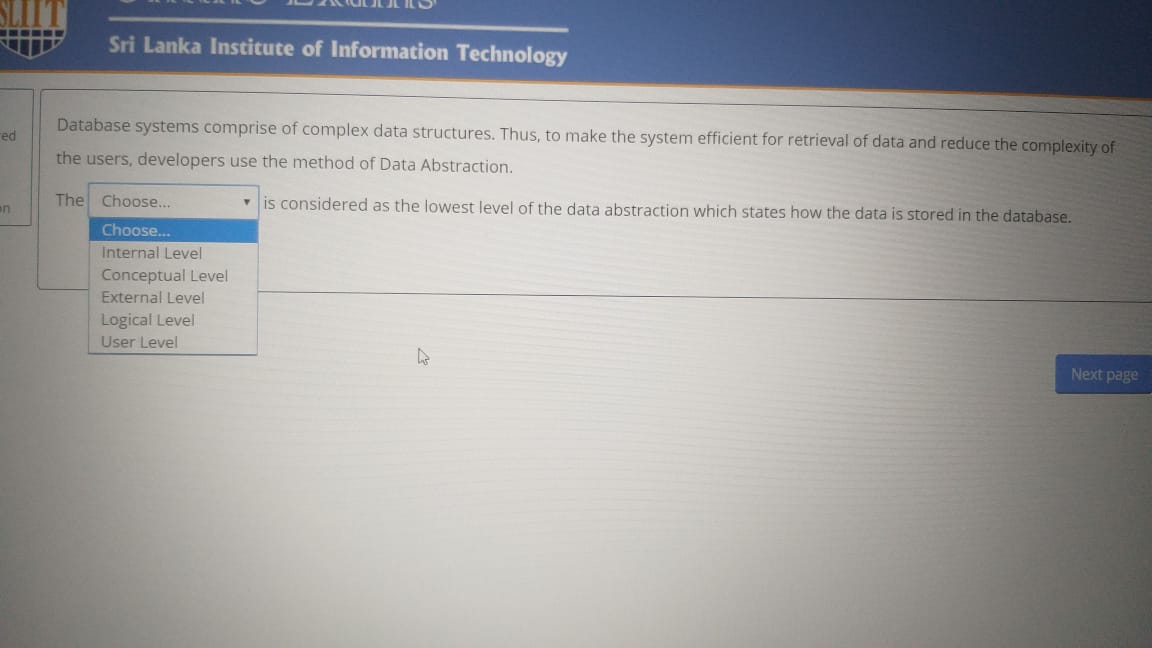 SLIIT
Sri Lanka Institute of Information Technology
Database systems comprise of complex data structures. Thus, to make the system efficient for retrieval of data and reduce the complexity of
the users, developers use the method of Data Abstraction.
The Choose... is considered as the lowest level of the data abstraction which states how the data is stored in the database.
Choose...
Internal Level
Conceptual Level
External Level
Logical Level
User Level
Next page